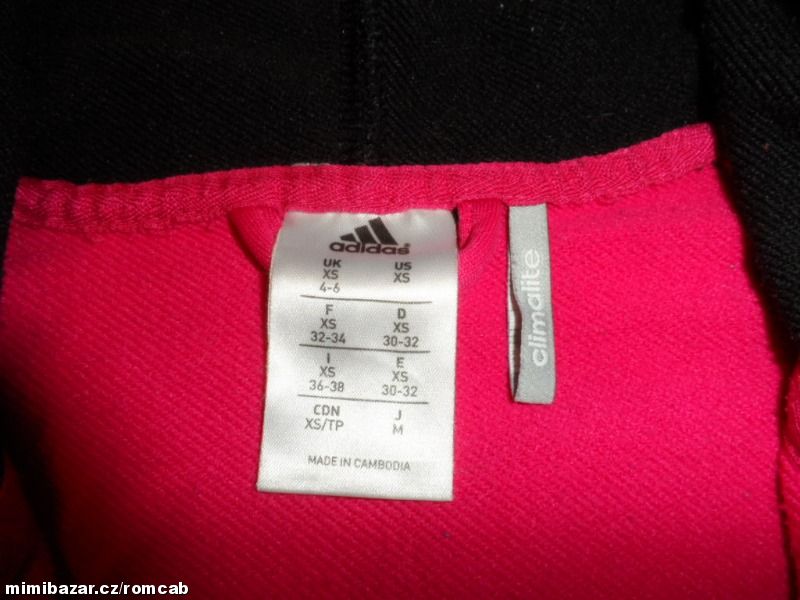 adidas
UK US
XS XS
4-6
F D
XS XS
32-34 30-32
I E
XS XS
36-38 30-32
CDN J
XS/TP M
MADE IN CAMBODIA
climalite
mimibazar.cz/romcab